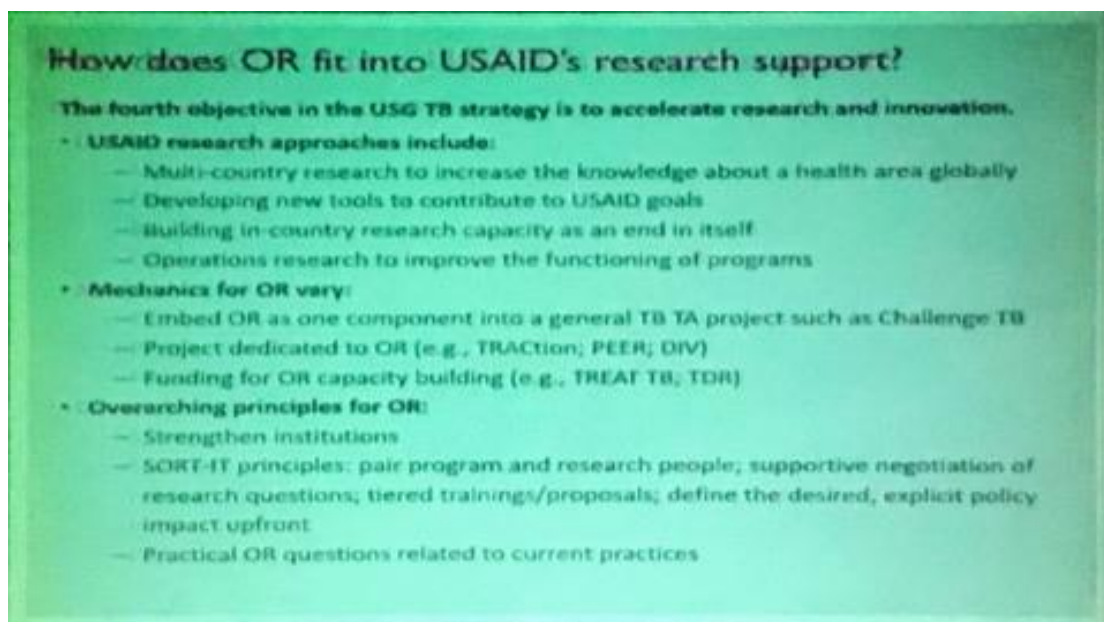 How does OR fit into USAID's research support?
The fourth objective in the USG TB strategy is to accelerate research and innovation.
• USAID research approaches include:
— Multi-country research to increase the knowledge about a health area globally
— Developing new tools to contribute to USAID goals
— Building in-country research capacity as an end in itself
— Operations research to improve the functioning of programs
• Mechanics for OR vary:
— Embed OR as one component into a general TB TA project such as Challenge TB
— Project dedicated to OR (e.g., TRACtion; PEER; DIV)
— Funding for OR capacity building (e.g., TREAT TB; TDR)
• Overarching principles for OR:
— Strengthen institutions
— SORT-IT principles: pair program and research people; supportive negotiation of
research questions; tiered trainings/proposals; define the desired, explicit policy
impact upfront
— Practical OR questions related to current practices